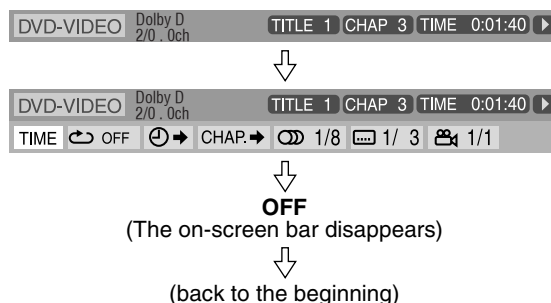 DVD-VIDEO Dolby D 2/0 . 0ch TITLE 1 CHAP 3 TIME 0:01:40
DVD-VIDEO Dolby D 2/0 . 0ch TITLE 1 CHAP 3 TIME 0:01:40
TIME OFF CHAP. 1/8 1/ 3 1/1
OFF
(The on-screen bar disappears)
(back to the beginning)